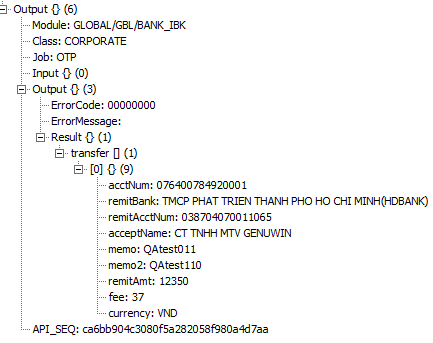 Output {} (6)
Module: GLOBAL/GBL/BANK_IBK
Class: CORPORATE
Job: OTP
Input {} (0)
Output {} (3)
ErrorCode: 00000000
ErrorMessage:
Result {} (1)
transfer [] (1)
[0] {} (9)
acctNum: 076400784920001
remitBank: TMCP PHAT TRIEN THANH PHO HO CHI MINH(HDBANK)
remitAcctNum: 038704070011065
acceptName: CT TNHH MTV GENUWIN
memo: QAtest011
memo2: QAtest110
remitAmt: 12350
fee: 37
currency: VND
API_SEQ: ca6bb904c3080f5a282058f980a4d7aa